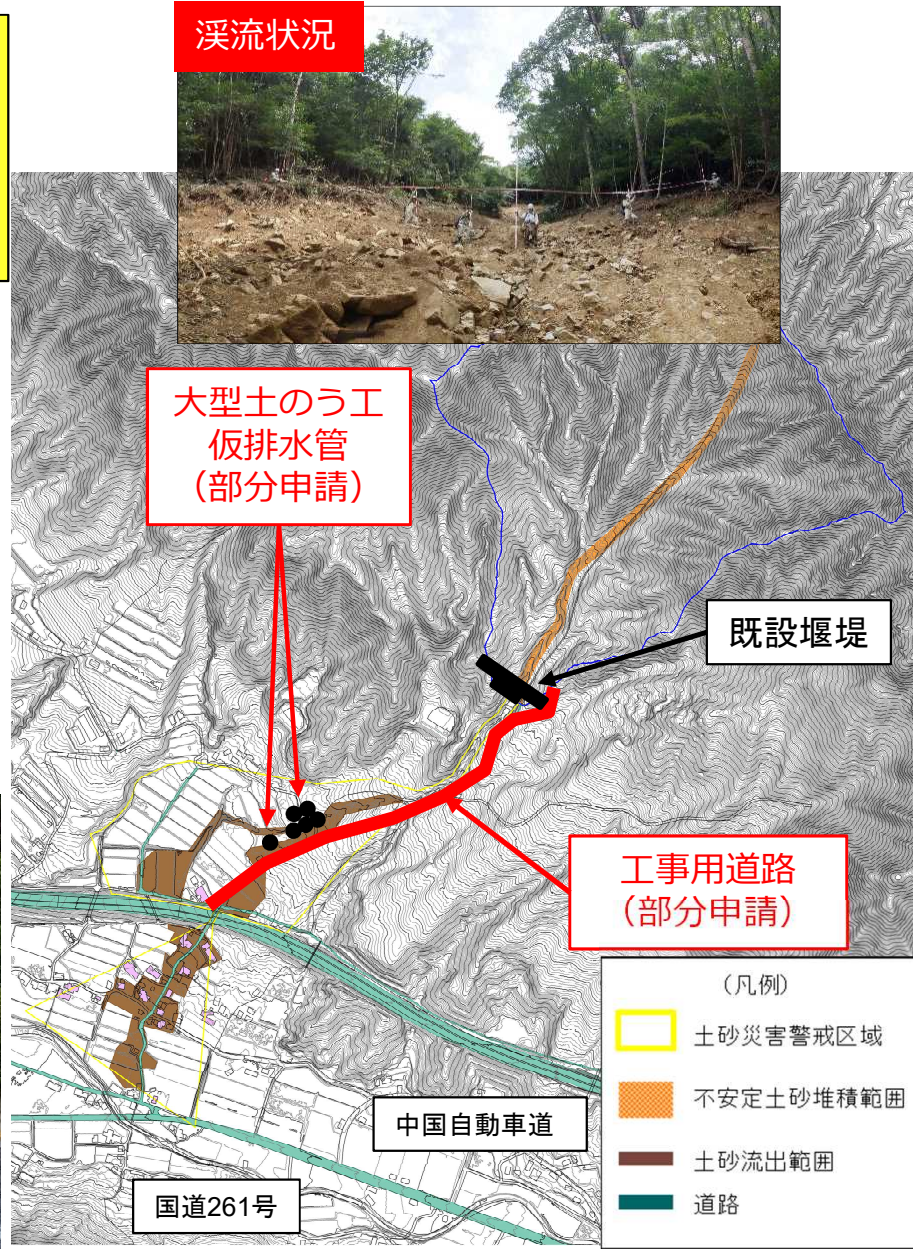 渓流状況
大型土のう工
仮排水管
（部分申請）
既設堰堤
工事用道路
（部分申請）
中国自動車道
国道261号
（凡例）
土砂災害警戒区域
不安定土砂堆積範囲
土砂流出範囲
道路